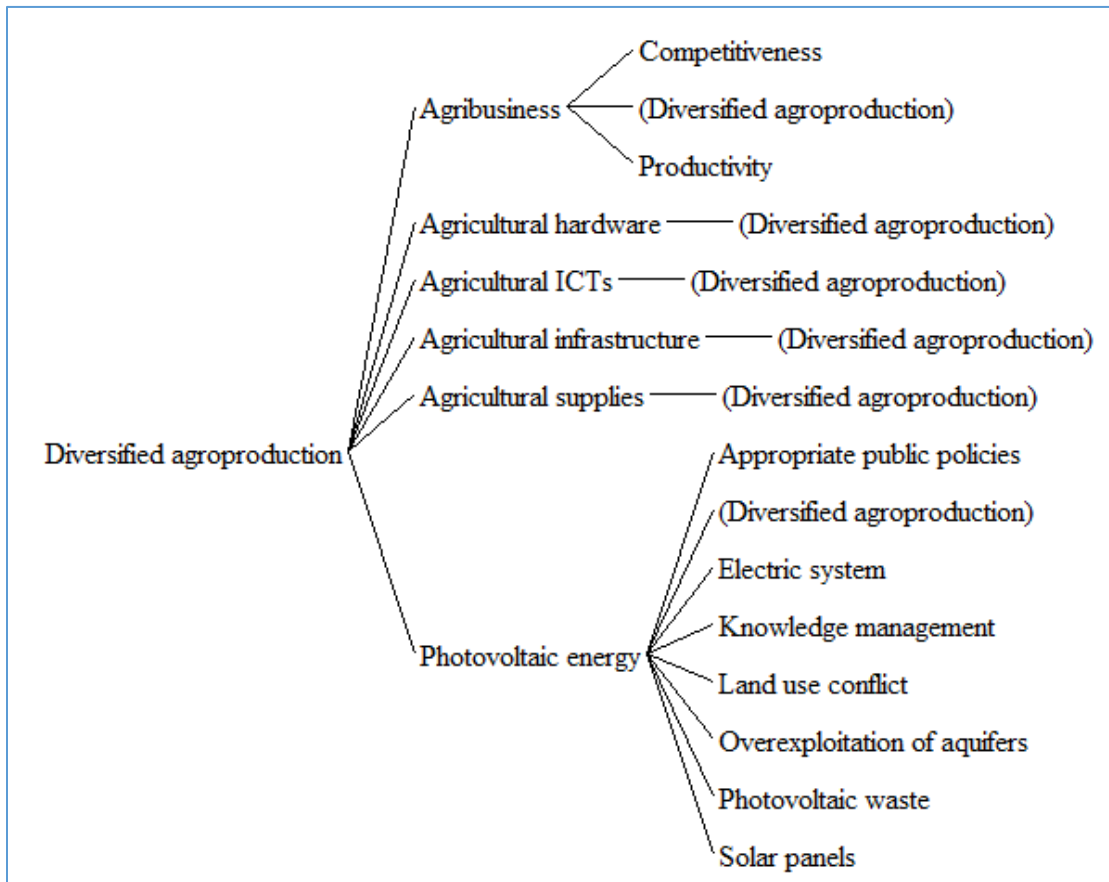 Competitiveness
Agribusiness
(Diversified agroproduction)
Productivity
Agricultural hardware
(Diversified agroproduction)
Agricultural ICTs
(Diversified agroproduction)
Agricultural infrastructure
(Diversified agroproduction)
Agricultural supplies
(Diversified agroproduction)
Diversified agroproduction
Appropriate public policies
(Diversified agroproduction)
Electric system
Knowledge management
Photovoltaic energy
Land use conflict
Overexploitation of aquifers
Photovoltaic waste
Solar panels